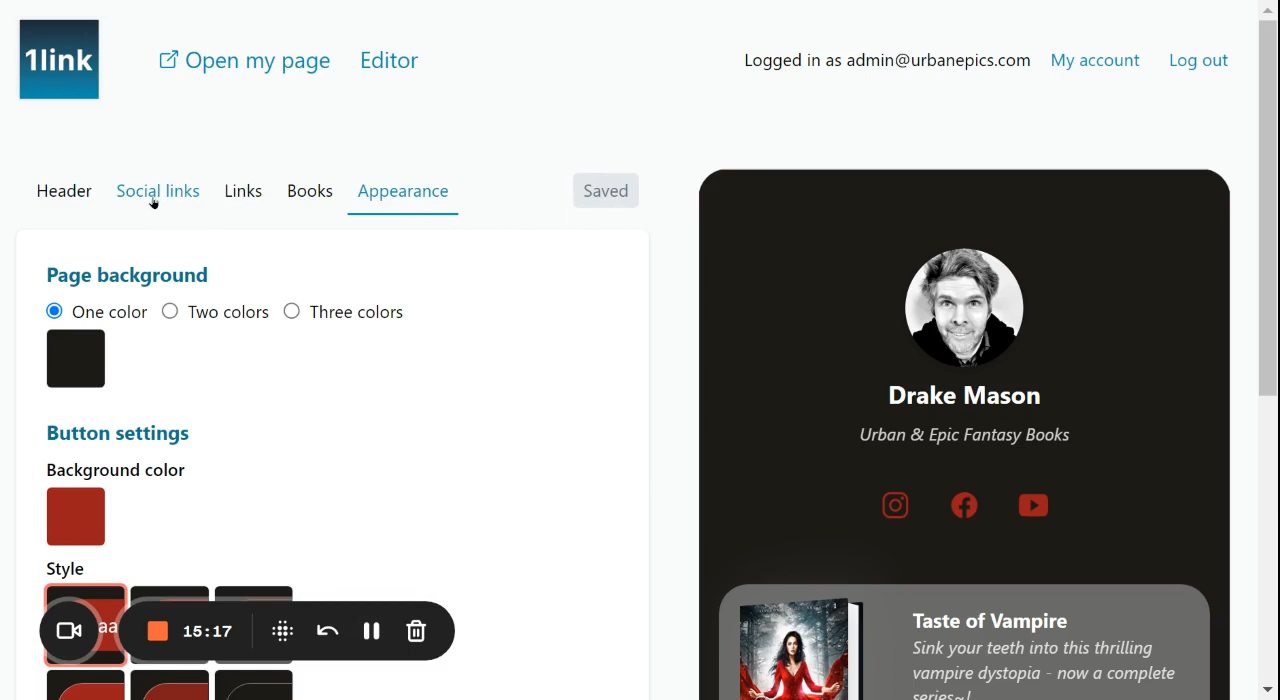 1link
Open my page
Editor
Logged in as admin@urbanepics.com
My account
Log out
Header
Social links
Links
Books
Appearance
Saved
Page background
One color
Two colors
Three colors
Button settings
Background color
Style
aa
15:17
Drake Mason
Urban & Epic Fantasy Books
Taste of Vampire
Sink your teeth into this thrilling
vampire dystopia - now a complete
series~!